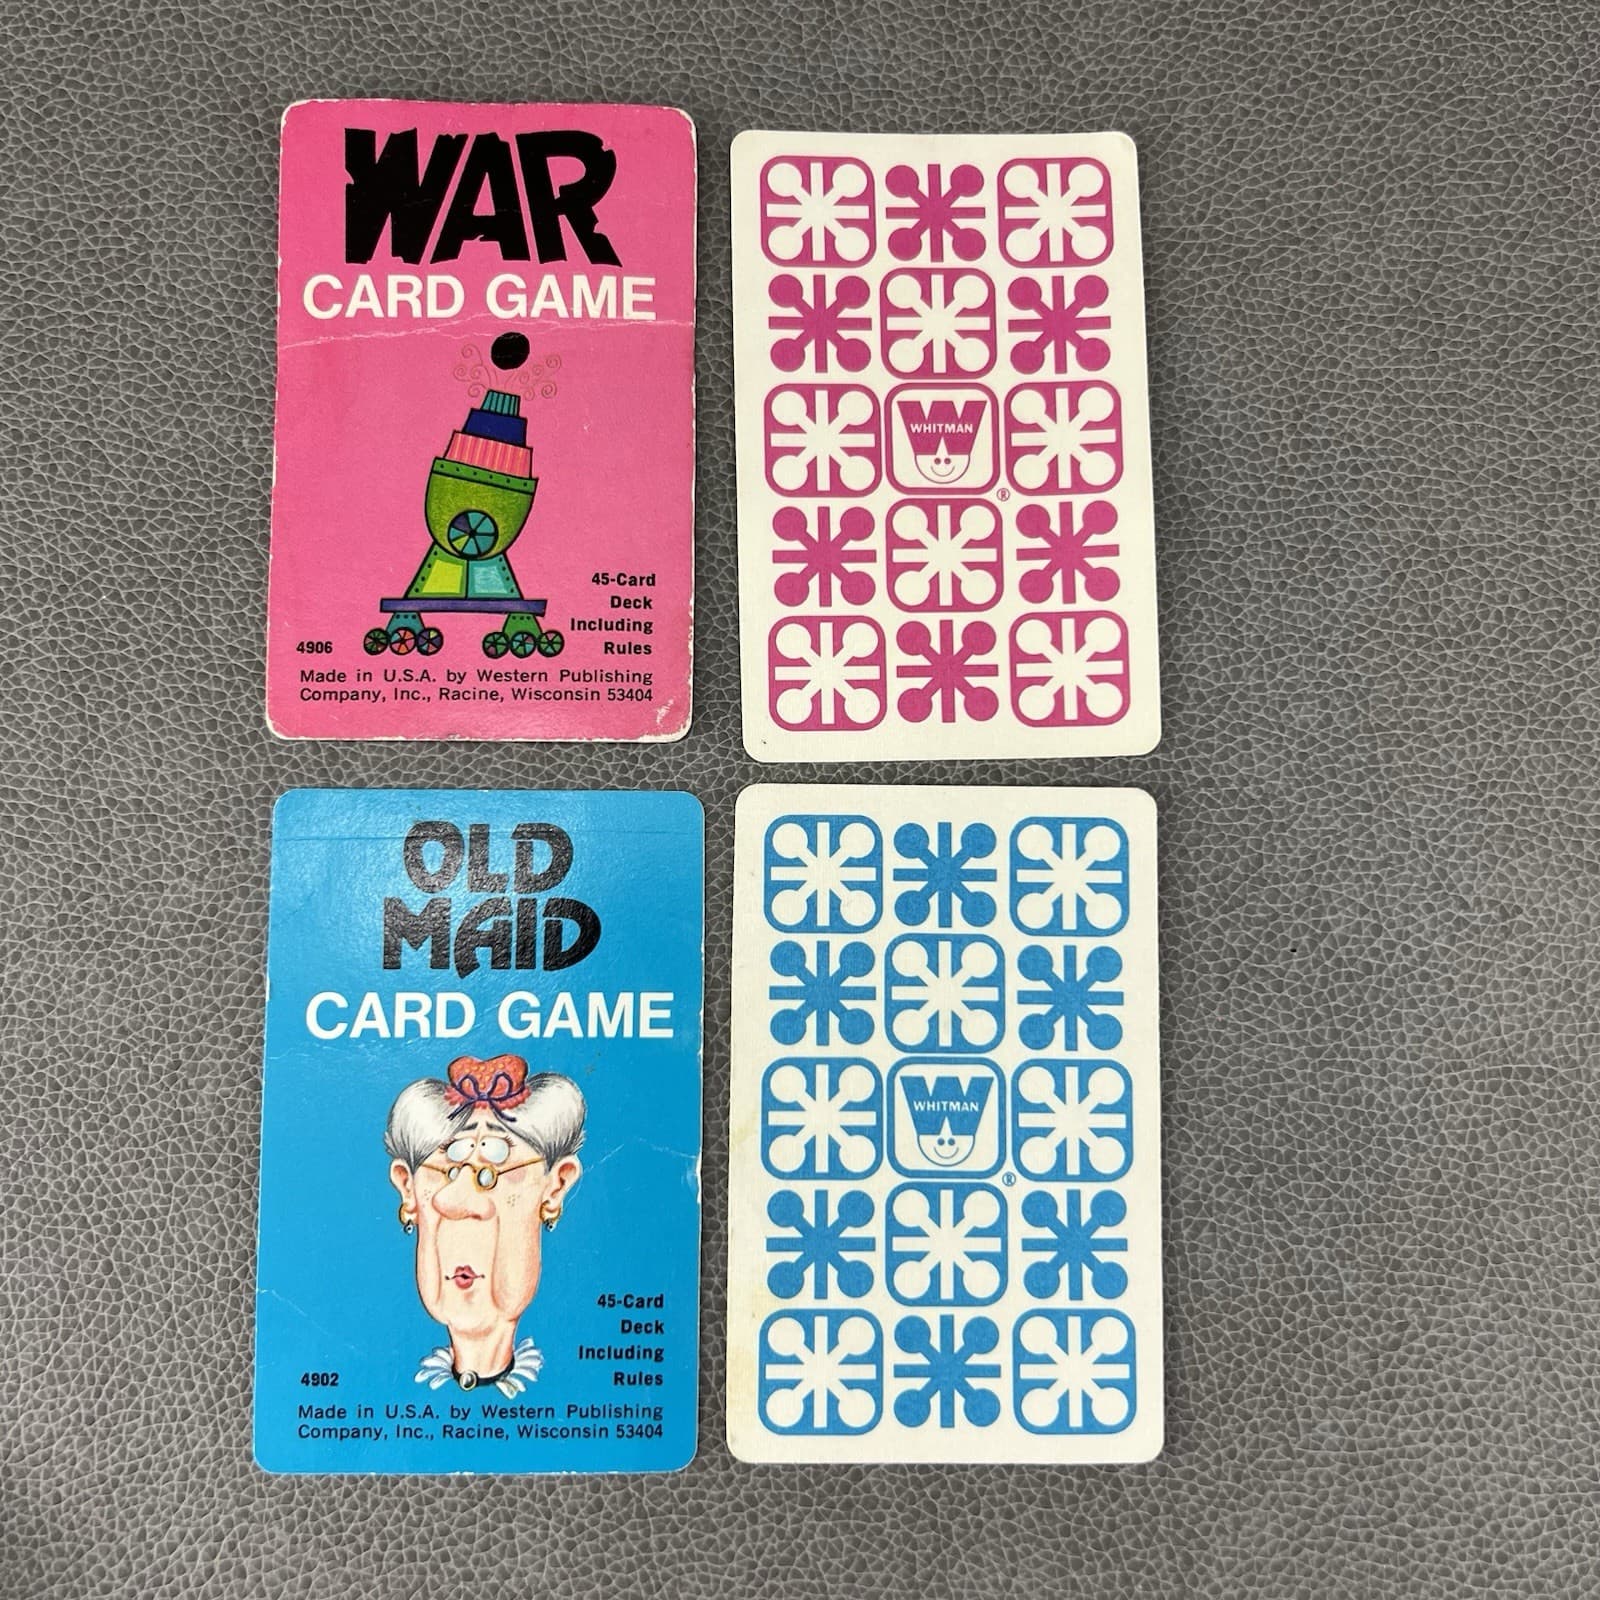 WAR
CARD GAME
45-Card
Deck
Including
Rules
4906
Made in U.S.A. by Western Publishing
Company, Inc., Racine, Wisconsin 53404
W
WHITMAN
®
OLD
MAID
CARD GAME
45-Card
Deck
Including
Rules
4902
Made in U.S.A. by Western Publishing
Company, Inc., Racine, Wisconsin 53404
W
WHITMAN
®